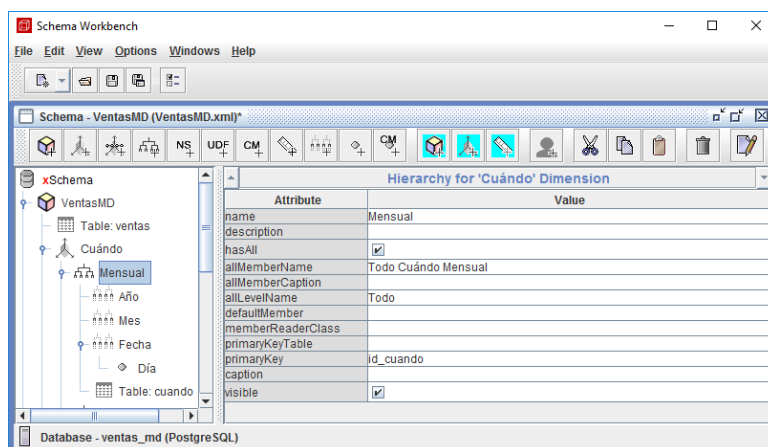 Schema Workbench
File Edit View Options Windows Help
Schema - VentasMD (VentasMD.xml)*
NS UDF CM CM
xSchema
VentasMD
Table: ventas
Cuándo
Mensual
Año
Mes
Fecha
Día
Table: cuando
Hierarchy for 'Cuándo' Dimension
Attribute Value
name Mensual
description
hasAll
allMemberName Todo Cuándo Mensual
allMemberCaption
allLevelName Todo
defaultMember
memberReaderClass
primaryKeyTable
primaryKey id_cuando
caption
visible
Database - ventas_md (PostgreSQL)